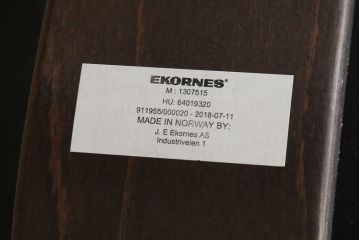 EKORNES®
M : 1307515
HU: 64019320
911955/000020 - 2018-07-11
MADE IN NORWAY BY:
J. E Ekornes AS
Industriveien 1